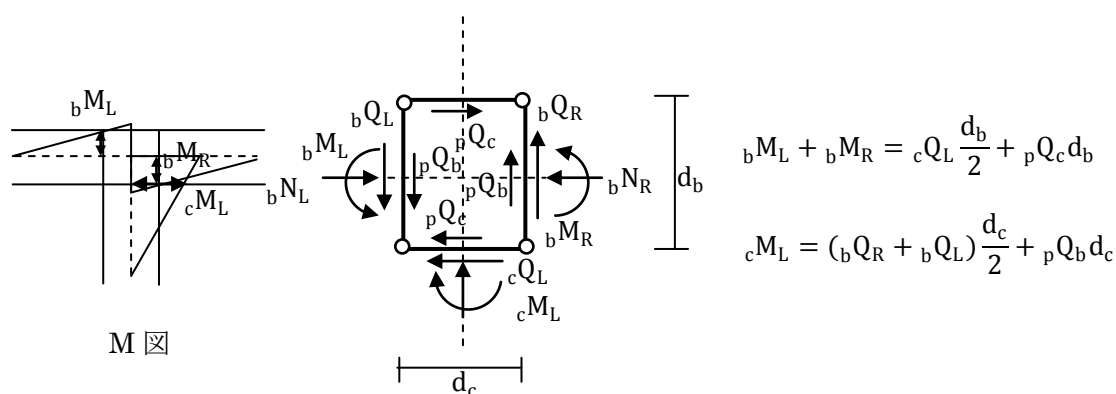 bML
bMR
cML
M 図
bQL
bQR
pQc
bML
pQb
pQb
bNL
bNR
pQc
bMR
cQL
cML
db
dc
bML + bMR = cQL db/2 + pQc db
cML = (bQR + bQL) dc/2 + pQb dc